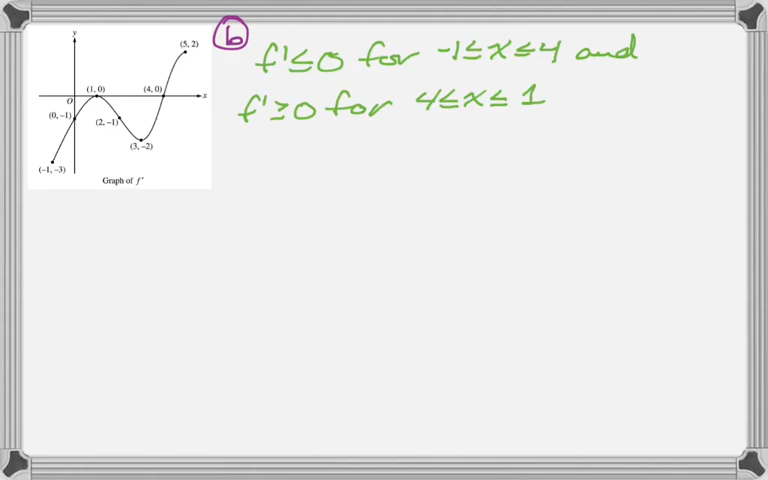 y
(5, 2)
(1, 0)
(4, 0)
x
O
(0, −1)
(2, −1)
(3, −2)
(−1, −3)
Graph of f′
b
f' ≤ 0 for -1 ≤ x ≤ 4 and
f' ≥ 0 for 4 ≤ x ≤ 1